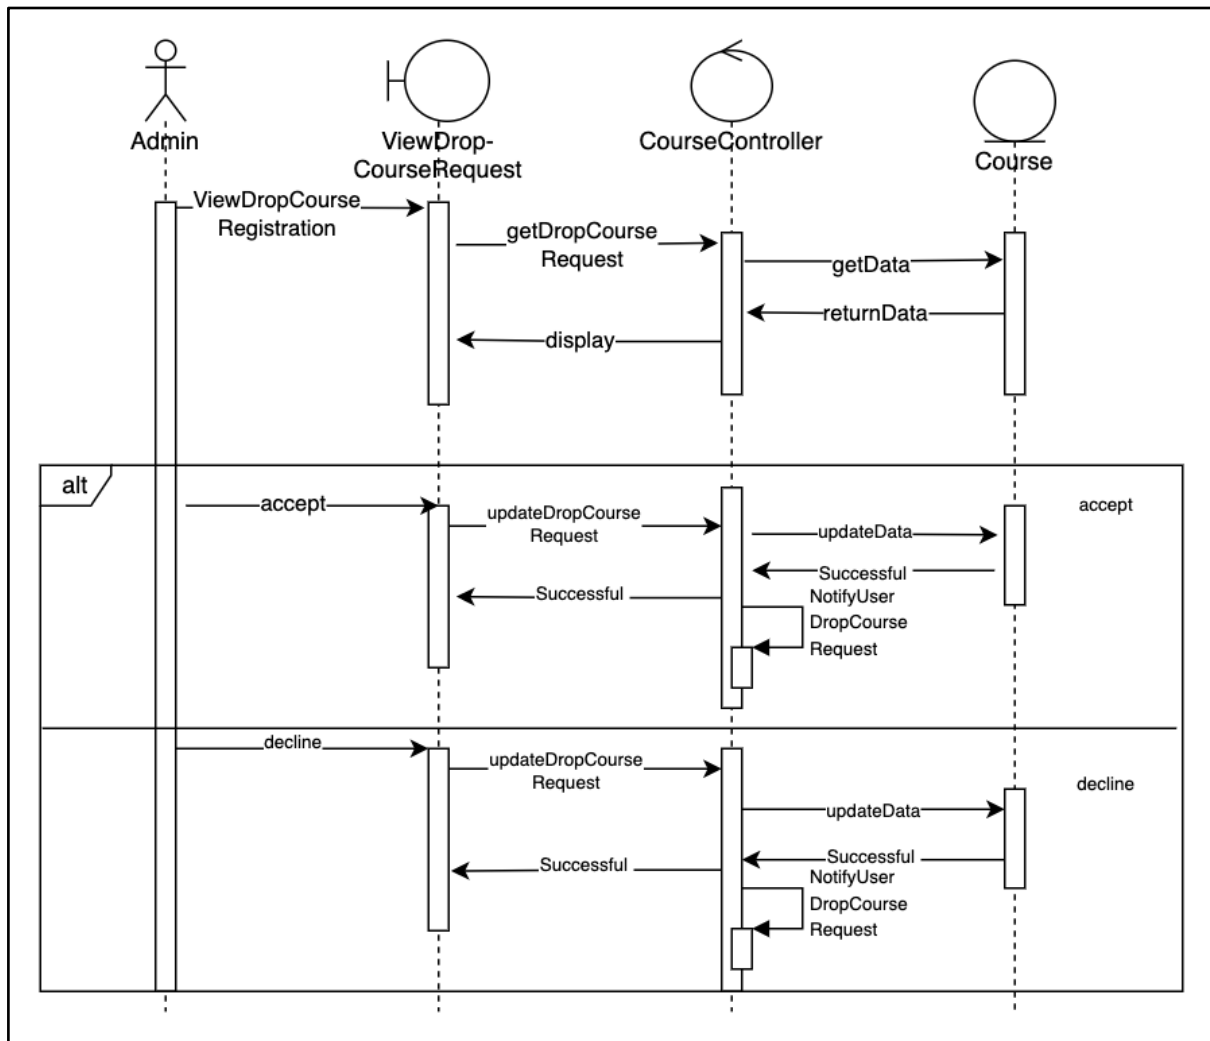 Admin
ViewDrop-
CourseRequest
CourseController
Course
ViewDropCourse
Registration
getDropCourse
Request
getData
returnData
display
alt
accept
updateDropCourse
Request
updateData
accept
Successful
Successful
NotifyUser
DropCourse
Request
decline
updateDropCourse
Request
updateData
decline
Successful
Successful
NotifyUser
DropCourse
Request